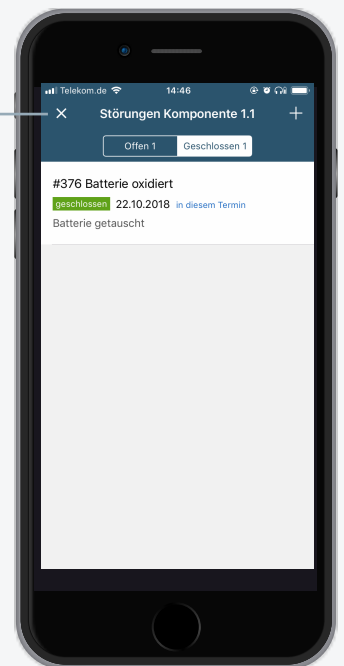 Telekom.de 14:46
Störungen Komponente 1.1
Offen 1 Geschlossen 1
#376 Batterie oxidiert
geschlossen 22.10.2018 in diesem Termin
Batterie getauscht